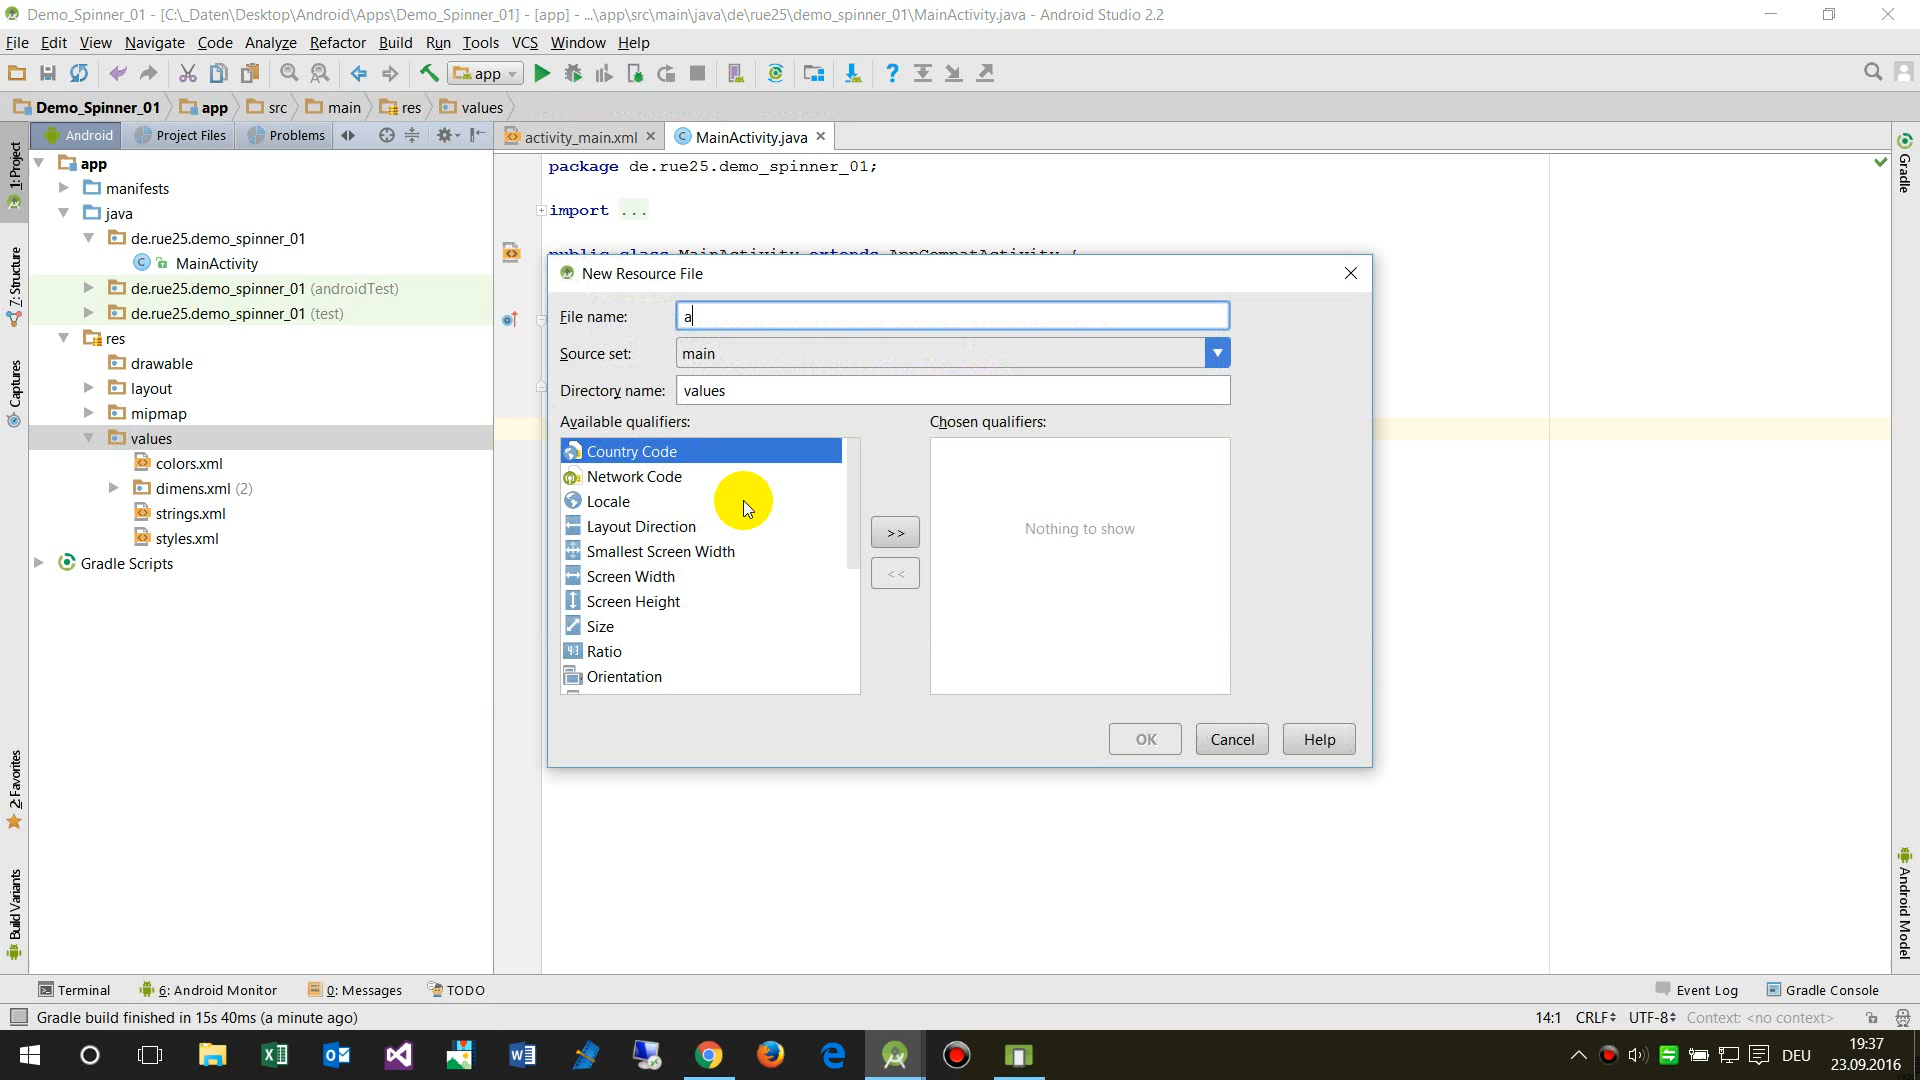 Demo_Spinner_01 - [C:\_Daten\Desktop\Android\Apps\Demo_Spinner_01] - [app] - ...\app\src\main\java\de\rue25\demo_spinner_01\MainActivity.java - Android Studio 2.2
File Edit View Navigate Code Analyze Refactor Build Run Tools VCS Window Help
app
Demo_Spinner_01 app src main res values
Android Project Files Problems
activity_main.xml MainActivity.java
1: Project
7: Structure
Captures
2: Favorites
Build Variants
app
manifests
java
de.rue25.demo_spinner_01
MainActivity
de.rue25.demo_spinner_01 (androidTest)
de.rue25.demo_spinner_01 (test)
res
drawable
layout
mipmap
values
colors.xml
dimens.xml (2)
strings.xml
styles.xml
Gradle Scripts
package de.rue25.demo_spinner_01;
import ...
public class MainActivity extends AppCompatActivity {
New Resource File
File name: a
Source set: main
Directory name: values
Available qualifiers: Chosen qualifiers:
Country Code
Network Code
Locale
Layout Direction
Smallest Screen Width
Screen Width
Screen Height
Size
Ratio
Orientation
>>
<<
Nothing to show
OK Cancel Help
Gradle
Android Model
Terminal 6: Android Monitor 0: Messages TODO Event Log Gradle Console
Gradle build finished in 15s 40ms (a minute ago) 14:1 CRLF UTF-8 Context: <no context>
DEU 19:37
23.09.2016